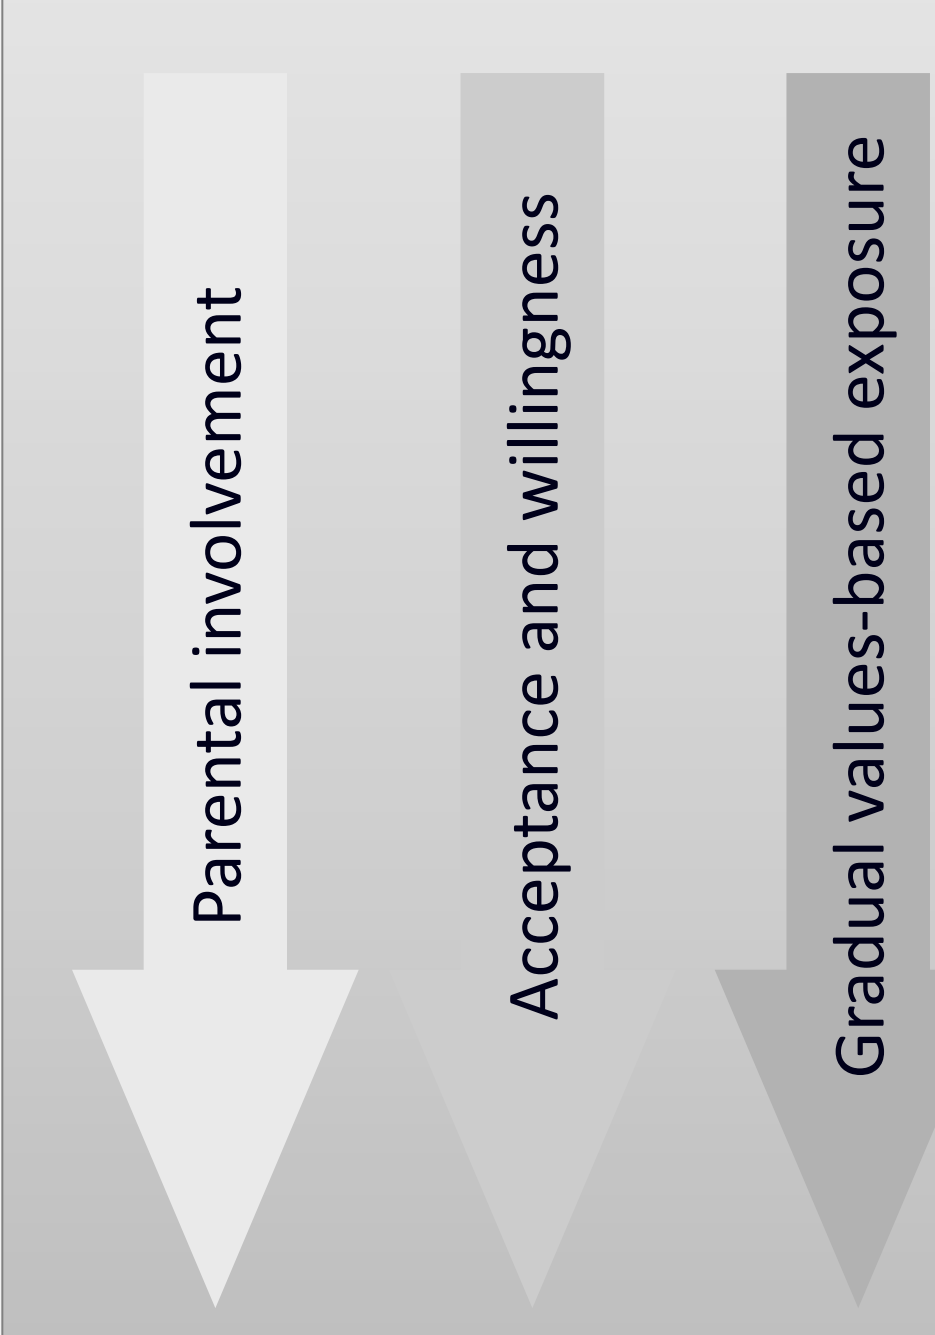 Parental involvement
Acceptance and willingness
Gradual values-based exposure